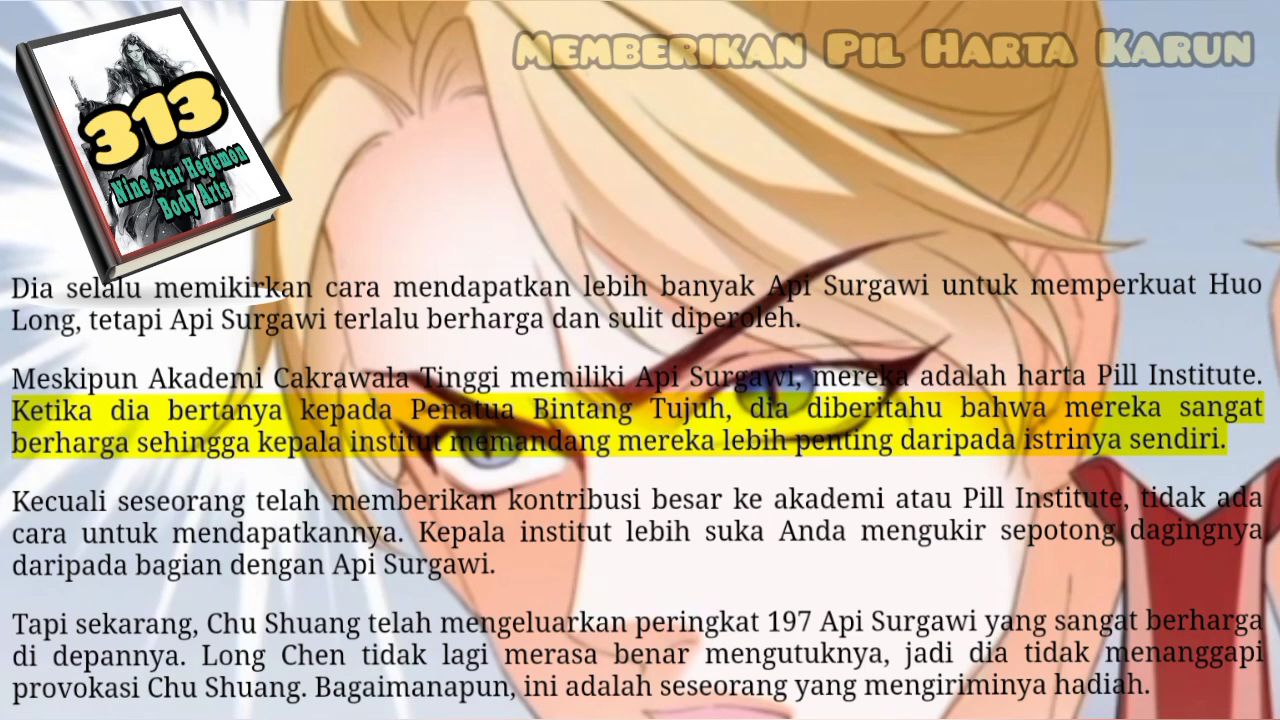 Memberikan Pil Harta Karun
313
Nine Star Hegemon
Body Arts
Dia selalu memikirkan cara mendapatkan lebih banyak Api Surgawi untuk memperkuat Huo
Long, tetapi Api Surgawi terlalu berharga dan sulit diperoleh.
Meskipun Akademi Cakrawala Tinggi memiliki Api Surgawi, mereka adalah harta Pill Institute.
Ketika dia bertanya kepada Penatua Bintang Tujuh, dia diberitahu bahwa mereka sangat
berharga sehingga kepala institut memandang mereka lebih penting daripada istrinya sendiri.
Kecuali seseorang telah memberikan kontribusi besar ke akademi atau Pill Institute, tidak ada
cara untuk mendapatkannya. Kepala institut lebih suka Anda mengukir sepotong dagingnya
daripada bagian dengan Api Surgawi.
Tapi sekarang, Chu Shuang telah mengeluarkan peringkat 197 Api Surgawi yang sangat berharga
di depannya. Long Chen tidak lagi merasa benar mengutuknya, jadi dia tidak menanggapi
provokasi Chu Shuang. Bagaimanapun, ini adalah seseorang yang mengiriminya hadiah.